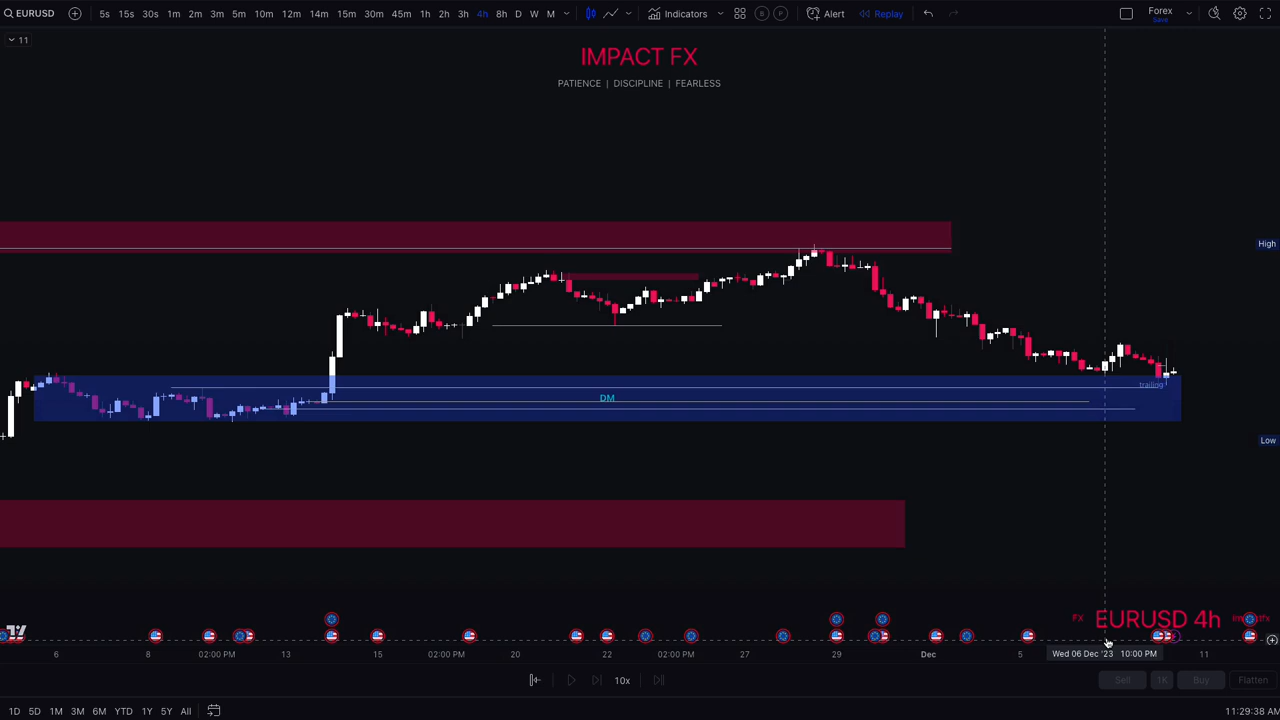 EURUSD 5s 15s 30s 1m 2m 3m 5m 10m 12m 14m 15m 30m 45m 1h 2h 3h 4h 8h D W M Indicators B P Alert Replay Forex
Save
11
IMPACT FX
PATIENCE | DISCIPLINE | FEARLESS
High
trailing
DM
Low
FX EURUSD 4h
6 8 02:00 PM 13 15 02:00 PM 20 22 02:00 PM 27 29 Dec 5 Wed 06 Dec '23 10:00 PM 11
10x Sell 1K Buy Flatten
1D 5D 1M 3M 6M YTD 1Y 5Y All 11:29:38 AM